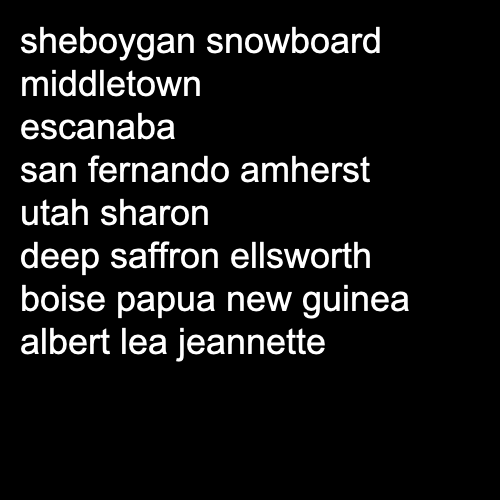 sheboygan snowboard
middletown
escanaba
san fernando amherst
utah sharon
deep saffron ellsworth
boise papua new guinea
albert lea jeannette